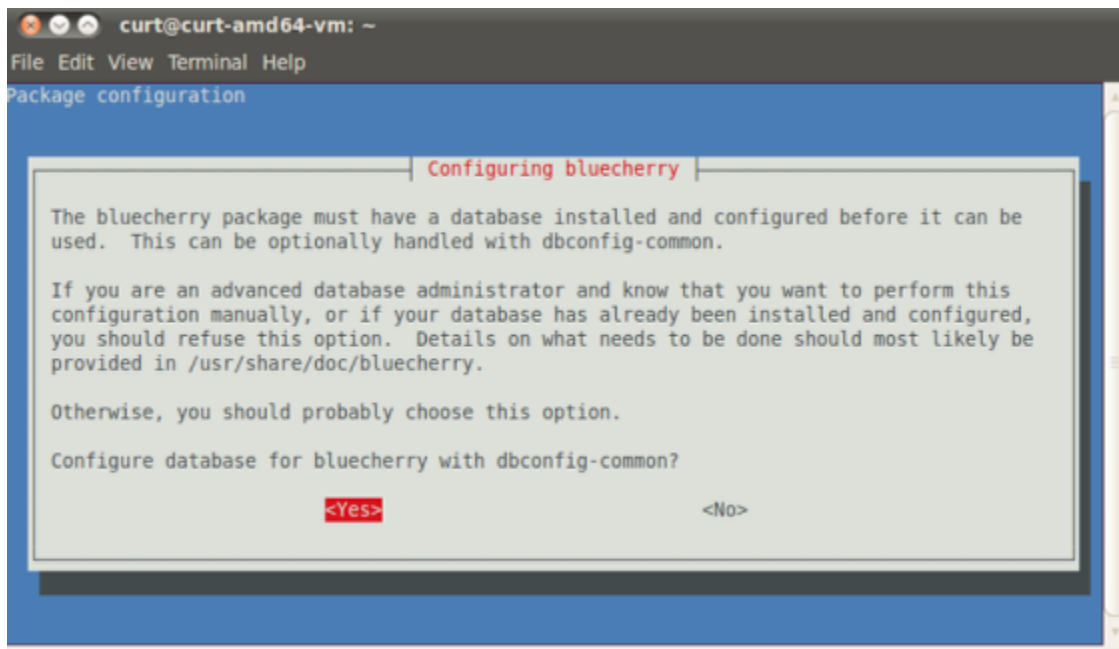 curt@curt-amd64-vm: ~
File Edit View Terminal Help
Package configuration
Configuring bluecherry
The bluecherry package must have a database installed and configured before it can be
used.  This can be optionally handled with dbconfig-common.
If you are an advanced database administrator and know that you want to perform this
configuration manually, or if your database has already been installed and configured,
you should refuse this option.  Details on what needs to be done should most likely be
provided in /usr/share/doc/bluecherry.
Otherwise, you should probably choose this option.
Configure database for bluecherry with dbconfig-common?
<Yes> <No>